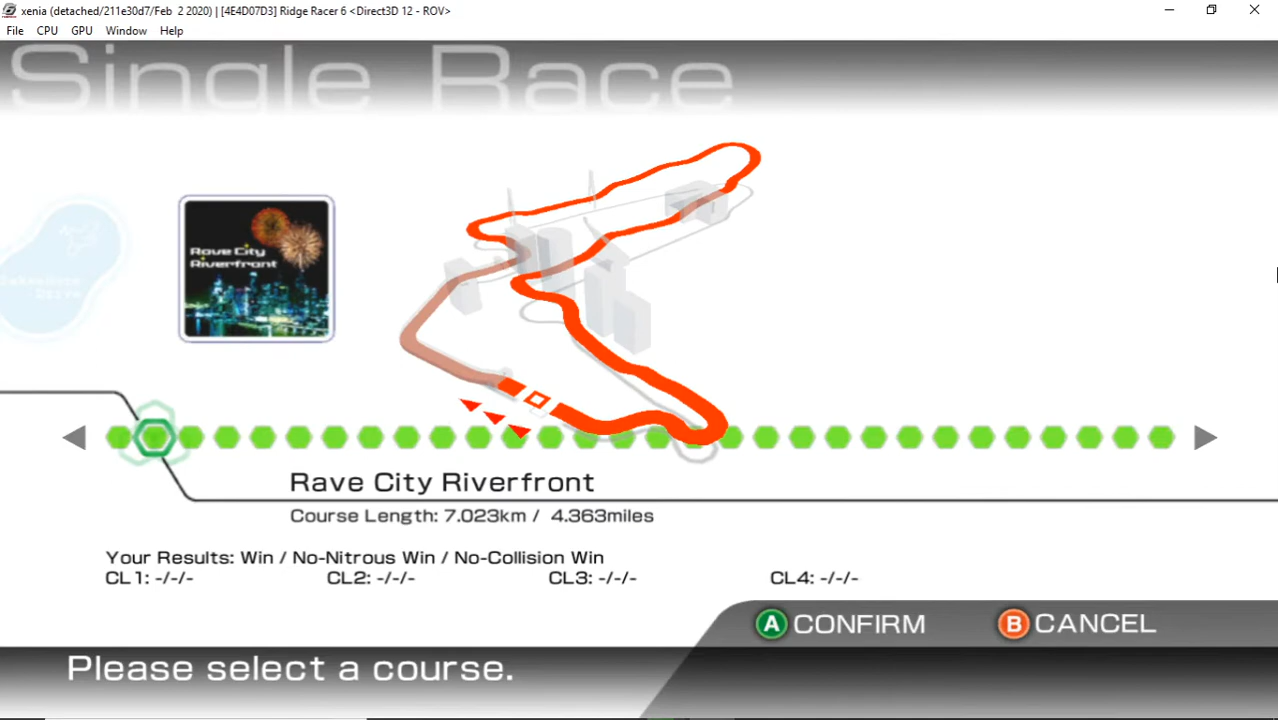 xenia (detached/211e30d7/Feb 2 2020) | [4E4D07D3] Ridge Racer 6 <Direct3D 12 - ROV>
File CPU GPU Window Help
Single Race
Rave City
Riverfront
Rave City Riverfront
Course Length: 7.023km / 4.363miles
Your Results: Win / No-Nitrous Win / No-Collision Win
CL1: -/-/- CL2: -/-/- CL3: -/-/- CL4: -/-/-
A CONFIRM B CANCEL
Please select a course.